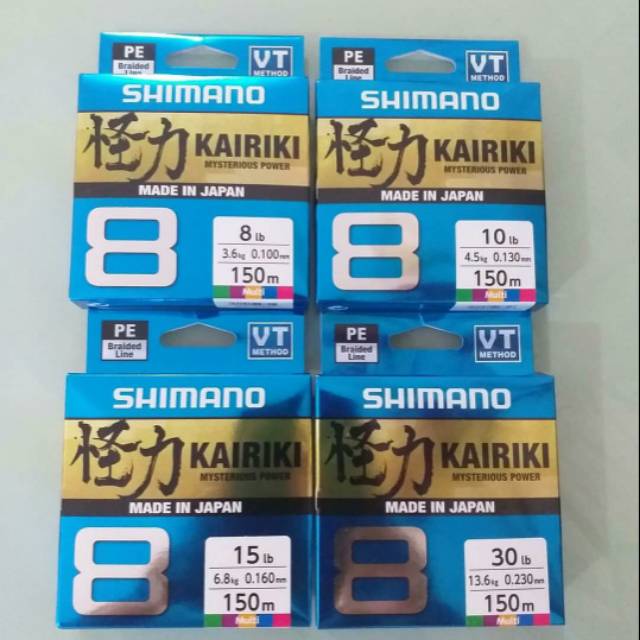 PE
Braided
Line
VT
METHOD
SHIMANO
怪力 KAIRIKI
MYSTERIOUS POWER
MADE IN JAPAN
8
8 lb
3.6kg 0.100mm
150m
Multi
PE
Braided
Line
VT
METHOD
SHIMANO
怪力 KAIRIKI
MYSTERIOUS POWER
MADE IN JAPAN
8
10 lb
4.5kg 0.130mm
150m
Multi
PE
Braided
Line
VT
METHOD
SHIMANO
怪力 KAIRIKI
MYSTERIOUS POWER
MADE IN JAPAN
8
15 lb
6.8kg 0.160mm
150m
Multi
PE
Braided
Line
VT
METHOD
SHIMANO
怪力 KAIRIKI
MYSTERIOUS POWER
MADE IN JAPAN
8
30 lb
13.6kg 0.230mm
150m
Multi